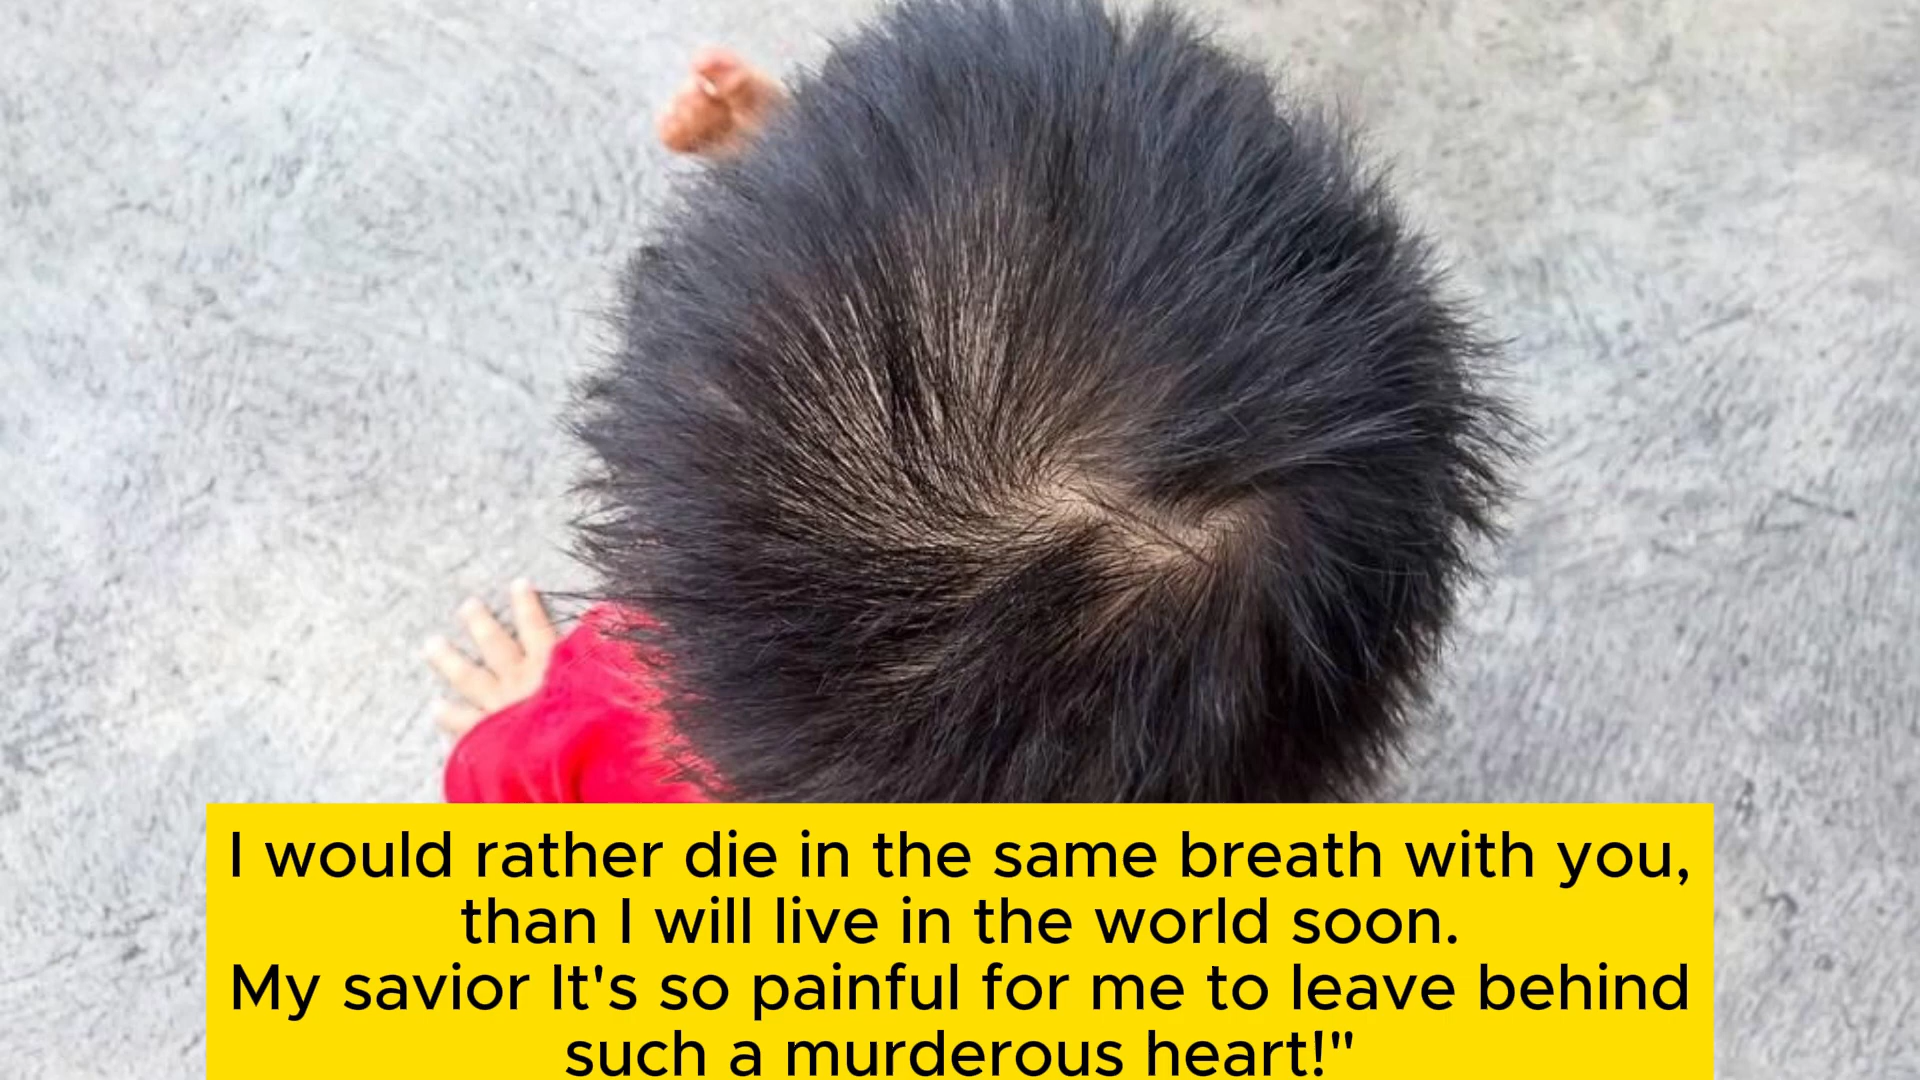 I would rather die in the same breath with you,
than I will live in the world soon.
My savior It's so painful for me to leave behind
such a murderous heart!"